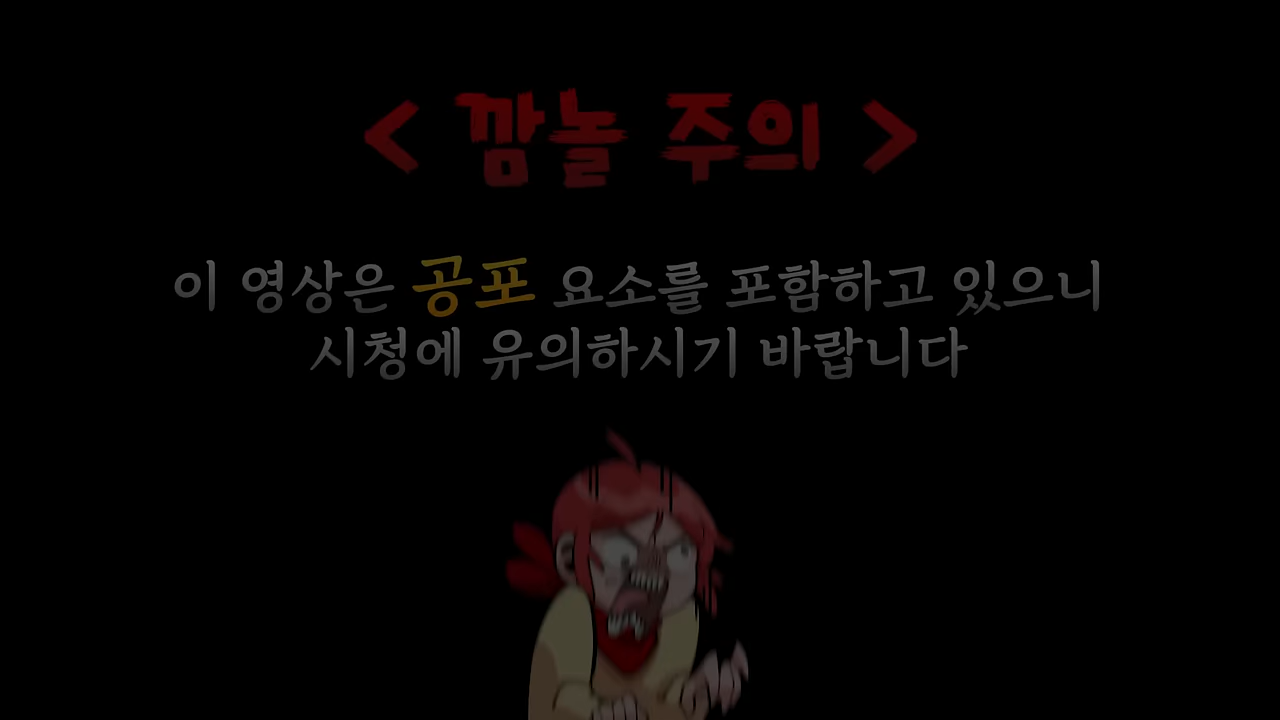 < 깜놀 주의 >
이 영상은 공포 요소를 포함하고 있으니
시청에 유의하시기 바랍니다